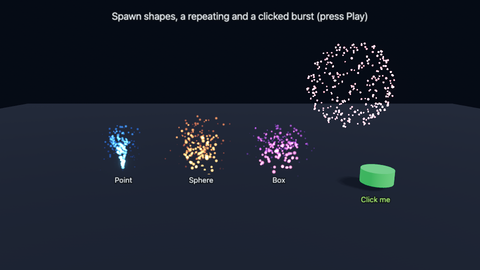 Spawn shapes, a repeating and a clicked burst (press Play)
Point
Sphere
Box
Click me